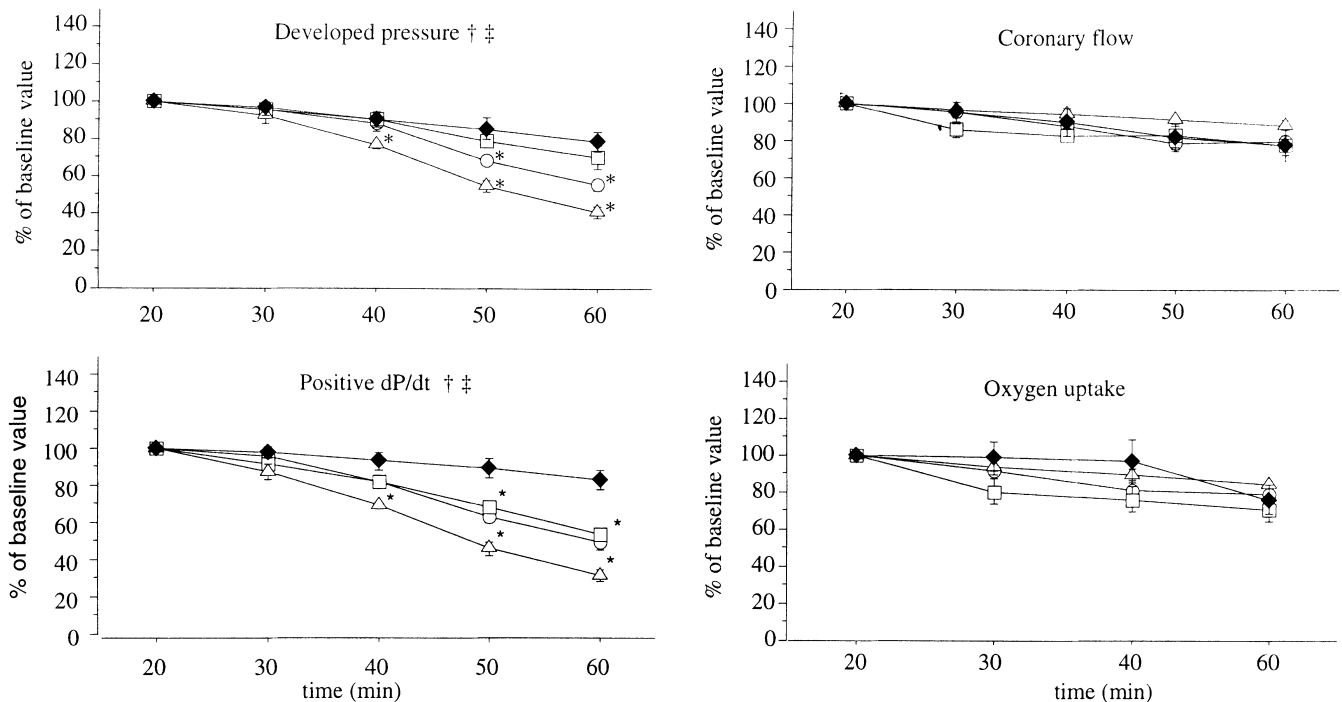 Developed pressure † ‡
% of baseline value
140
120
100
80
60
40
20
0
* * * * *
20 30 40 50 60
Coronary flow
% of baseline value
140
120
100
80
60
40
20
0
20 30 40 50 60
Positive dP/dt † ‡
% of baseline value
140
120
100
80
60
40
20
0
* * * * *
20 30 40 50 60
time (min)
Oxygen uptake
% of baseline value
140
120
100
80
60
40
20
0
20 30 40 60
time (min)